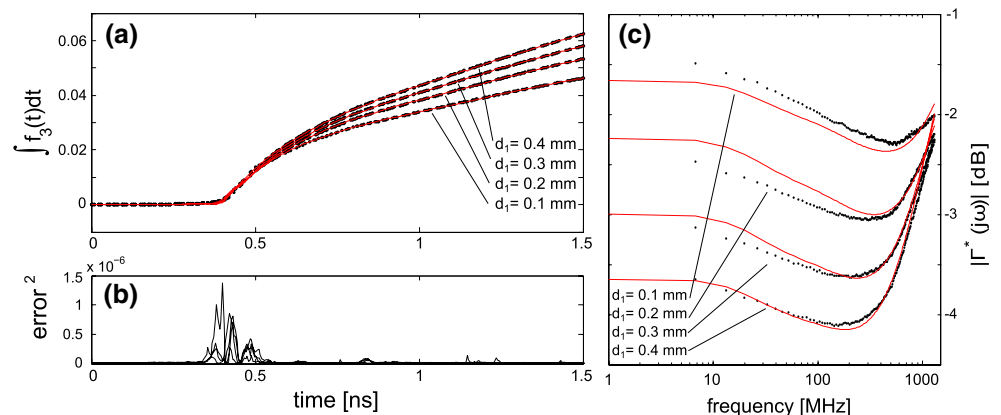 (a)
0.06
0.04
0.02
0
∫ f₃(t)dt
d₁= 0.4 mm
d₁= 0.3 mm
d₁= 0.2 mm
d₁= 0.1 mm
0 0.5 1 1.5
x 10⁻⁶
(b)
1.5
1
0.5
0
error ²
0 0.5 1 1.5
time [ns]
(c)
-1
-2
-3
-4
|Γ* (jω)| [dB]
d₁= 0.1 mm
d₁= 0.2 mm
d₁= 0.3 mm
d₁= 0.4 mm
1 10 100 1000
frequency [MHz]